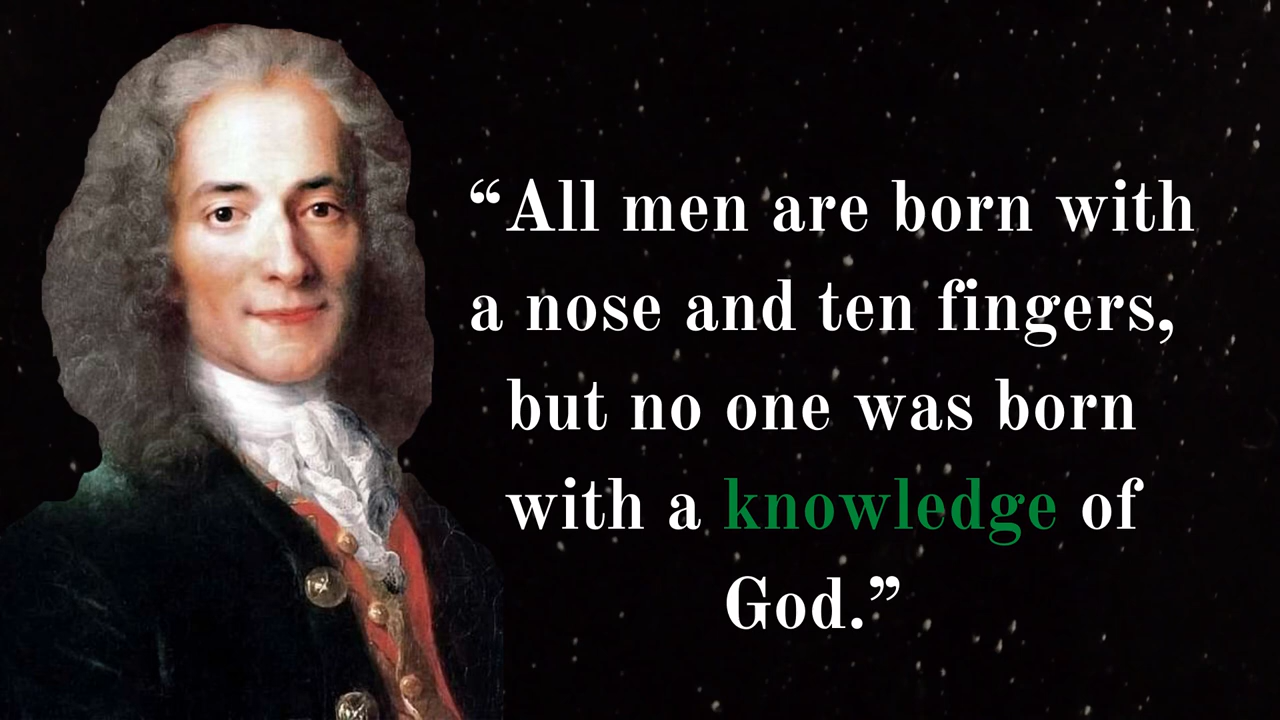 “All men are born with
a nose and ten fingers,
but no one was born
with a knowledge of
God.”